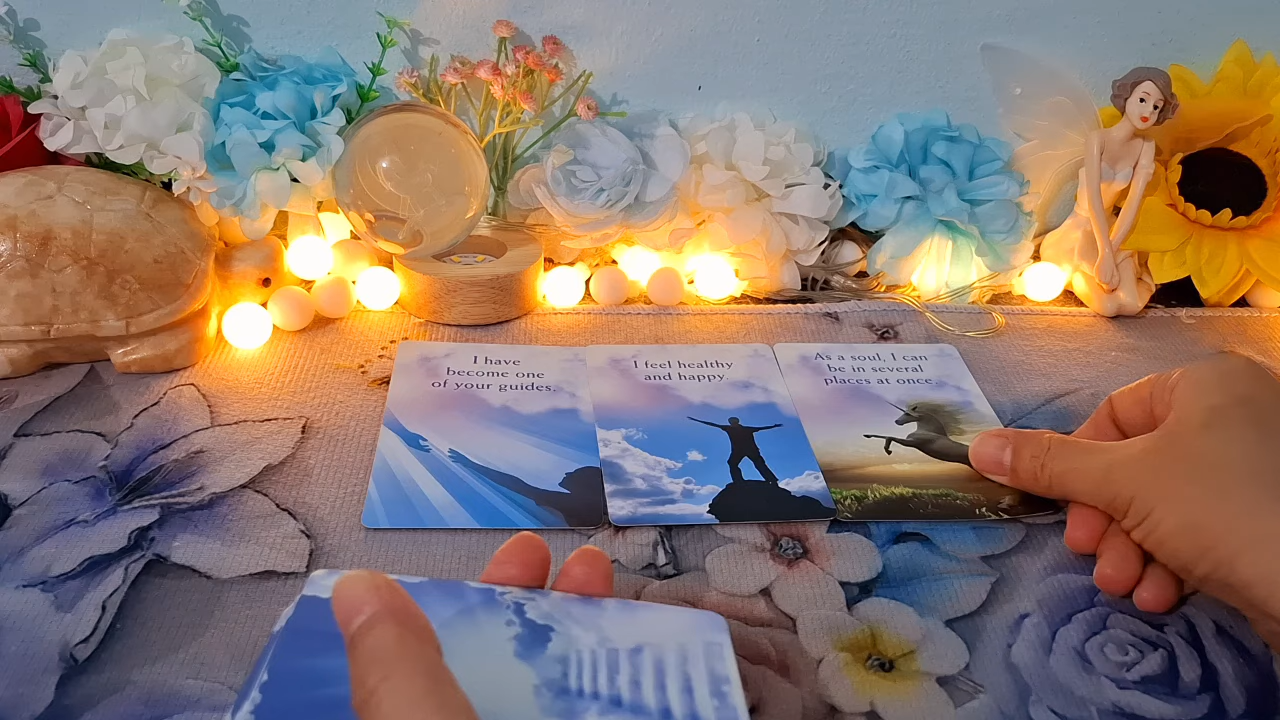 I have
become one
of your guides.
I feel healthy
and happy.
As a soul, I can
be in several
places at once.